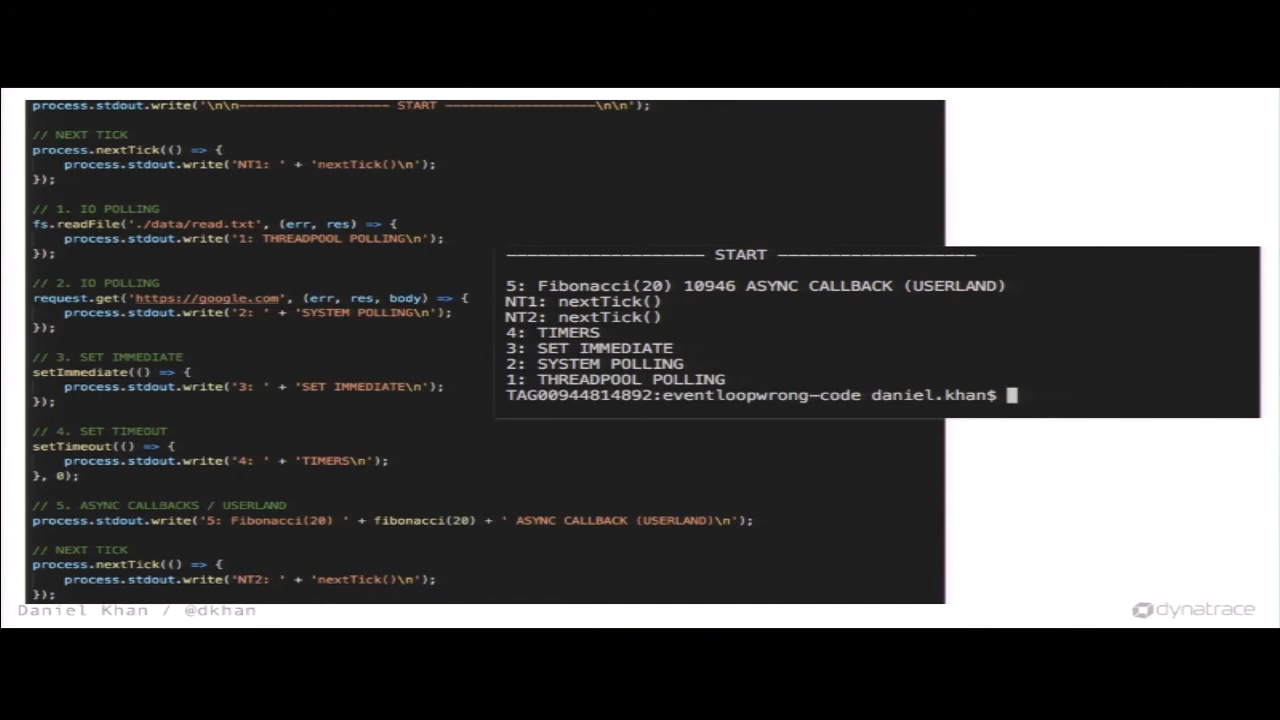 process.stdout.write('\n\n——————————————————— START ———————————————————\n\n');
// NEXT TICK
process.nextTick(() => {
    process.stdout.write('NT1: ' + 'nextTick()\n');
});
// 1. IO POLLING
fs.readFile('./data/read.txt', (err, res) => {
    process.stdout.write('1: THREADPOOL POLLING\n');
});
// 2. IO POLLING
request.get('https://google.com', (err, res, body) => {
    process.stdout.write('2: ' + 'SYSTEM POLLING\n');
});
// 3. SET IMMEDIATE
setImmediate(() => {
    process.stdout.write('3: ' + 'SET IMMEDIATE\n');
});
// 4. SET TIMEOUT
setTimeout(() => {
    process.stdout.write('4: ' + 'TIMERS\n');
}, 0);
// 5. ASYNC CALLBACKS / USERLAND
process.stdout.write('5: Fibonacci(20) ' + fibonacci(20) + ' ASYNC CALLBACK (USERLAND)\n');
// NEXT TICK
process.nextTick(() => {
    process.stdout.write('NT2: ' + 'nextTick()\n');
});
——————————————————— START ———————————————————
5: Fibonacci(20) 10946 ASYNC CALLBACK (USERLAND)
NT1: nextTick()
NT2: nextTick()
4: TIMERS
3: SET IMMEDIATE
2: SYSTEM POLLING
1: THREADPOOL POLLING
TAG00944814892:eventloopwrong-code daniel.khan$
Daniel Khan / @dkhan
dynatrace